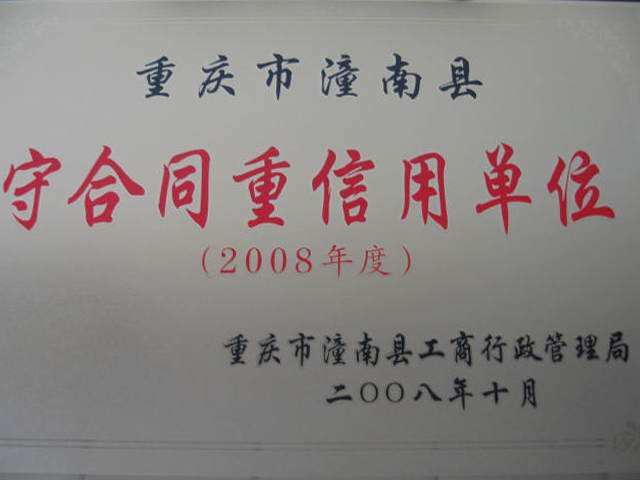 重庆市潼南县
守合同重信用单位
(2008年度)
重庆市潼南县工商行政管理局
二〇〇八年十月